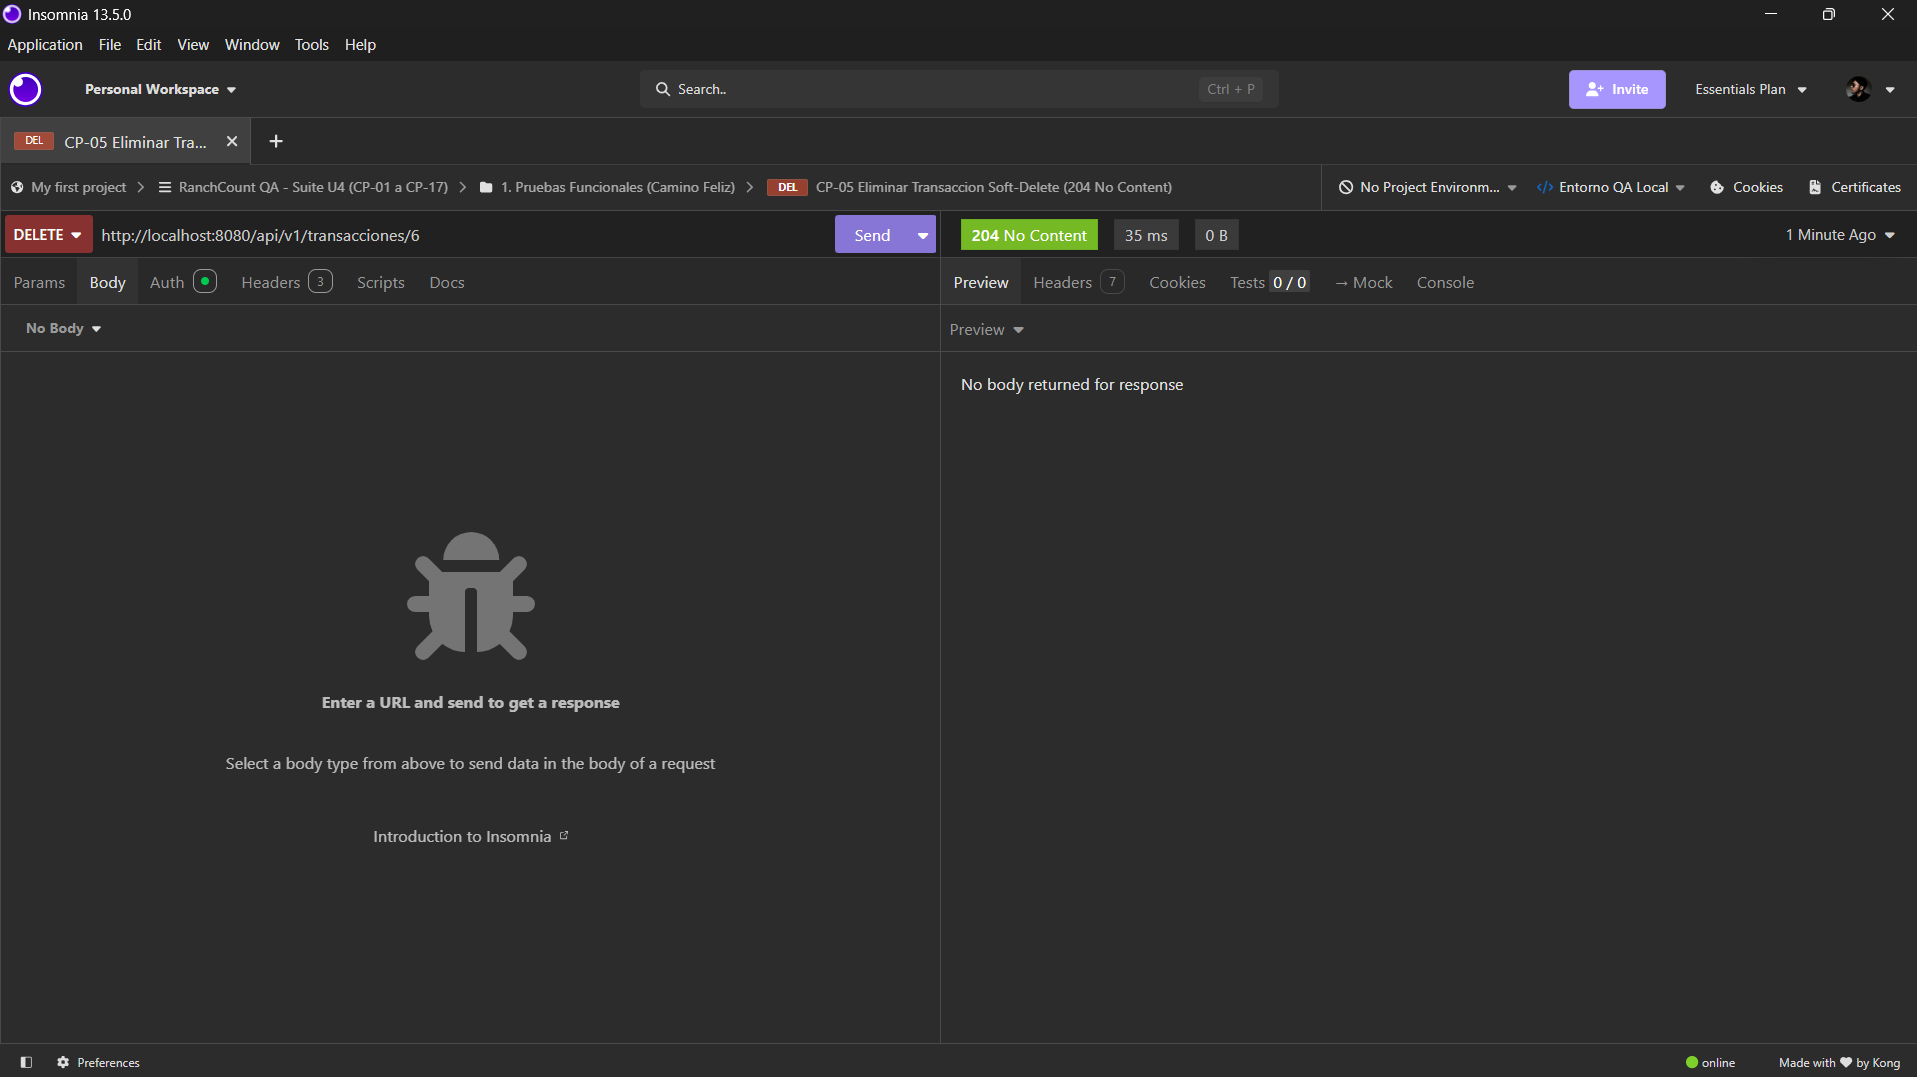 Insomnia 13.5.0
Application File Edit View Window Tools Help
Personal Workspace
Search..
Ctrl + P
Invite
Essentials Plan
DEL CP-05 Eliminar Tra...
My first project
RanchCount QA - Suite U4 (CP-01 a CP-17)
1. Pruebas Funcionales (Camino Feliz)
DEL CP-05 Eliminar Transaccion Soft-Delete (204 No Content)
No Project Environm...
Entorno QA Local
Cookies
Certificates
DELETE http://localhost:8080/api/v1/transacciones/6
Send
204 No Content
35 ms
0 B
1 Minute Ago
Params Body Auth Headers 3 Scripts Docs
Preview Headers 7 Cookies Tests 0 / 0 → Mock Console
No Body
Preview
No body returned for response
Enter a URL and send to get a response
Select a body type from above to send data in the body of a request
Introduction to Insomnia
Preferences
online
Made with ♥ by Kong